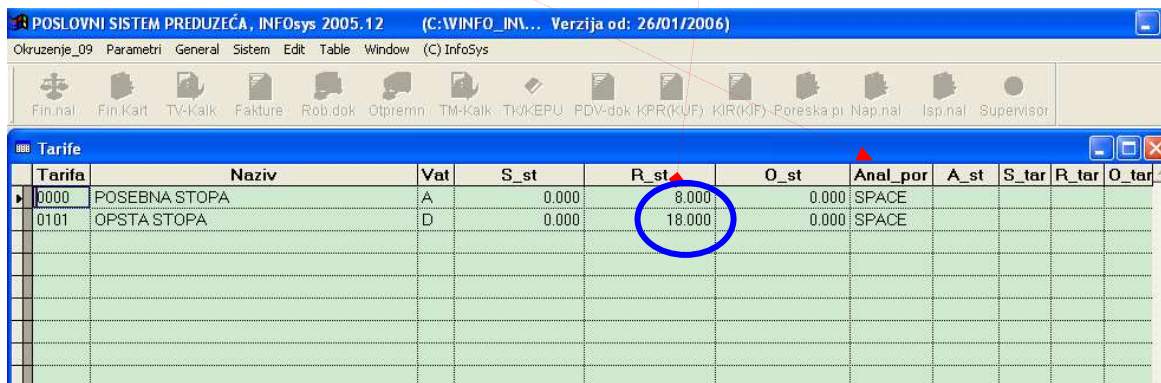 POSLOVNI SISTEM PREDUZEĆA, INFOsys 2005.12 (C:\WINFO_IN\... Verzija od: 26/01/2006)
Okruzenje_09 Parametri General Sistem Edit Table Window (C) InfoSys
Fin.nal Fin.Kart TV-Kalk Fakture Rob.dok Otpremn TM-Kalk TK/KEPU PDV-dok KPR(KUF) KIR(KIF) Poreska pr Nap.nal Isp.nal Supervisor
Tarife
Tarifa Naziv Vat S_st R_st O_st Anal_por A_st S_tar R_tar O_tar
0000 POSEBNA STOPA A 0.000 8.000 0.000 SPACE
0101 OPSTA STOPA D 0.000 18.000 0.000 SPACE